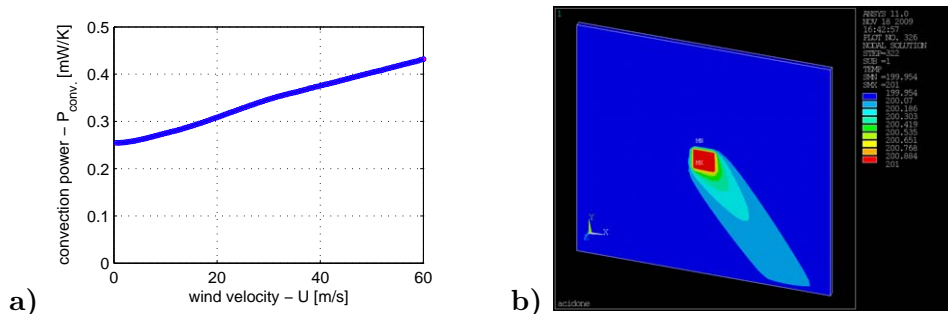 0.5
0.4
0.3
0.2
0.1
0
0 20 40 60
convection power – P_conv. [mW/K]
wind velocity – U [m/s]
a)
1
ANSYS 11.0
NOV 18 2009
16:42:57
PLOT NO. 326
NODAL SOLUTION
STEP=322
SUB =1
TEMP
SMN =199.954
SMX =201
199.954
200.07
200.186
200.303
200.419
200.535
200.651
200.768
200.884
201
MN
MX
Y
X
acidone
b)